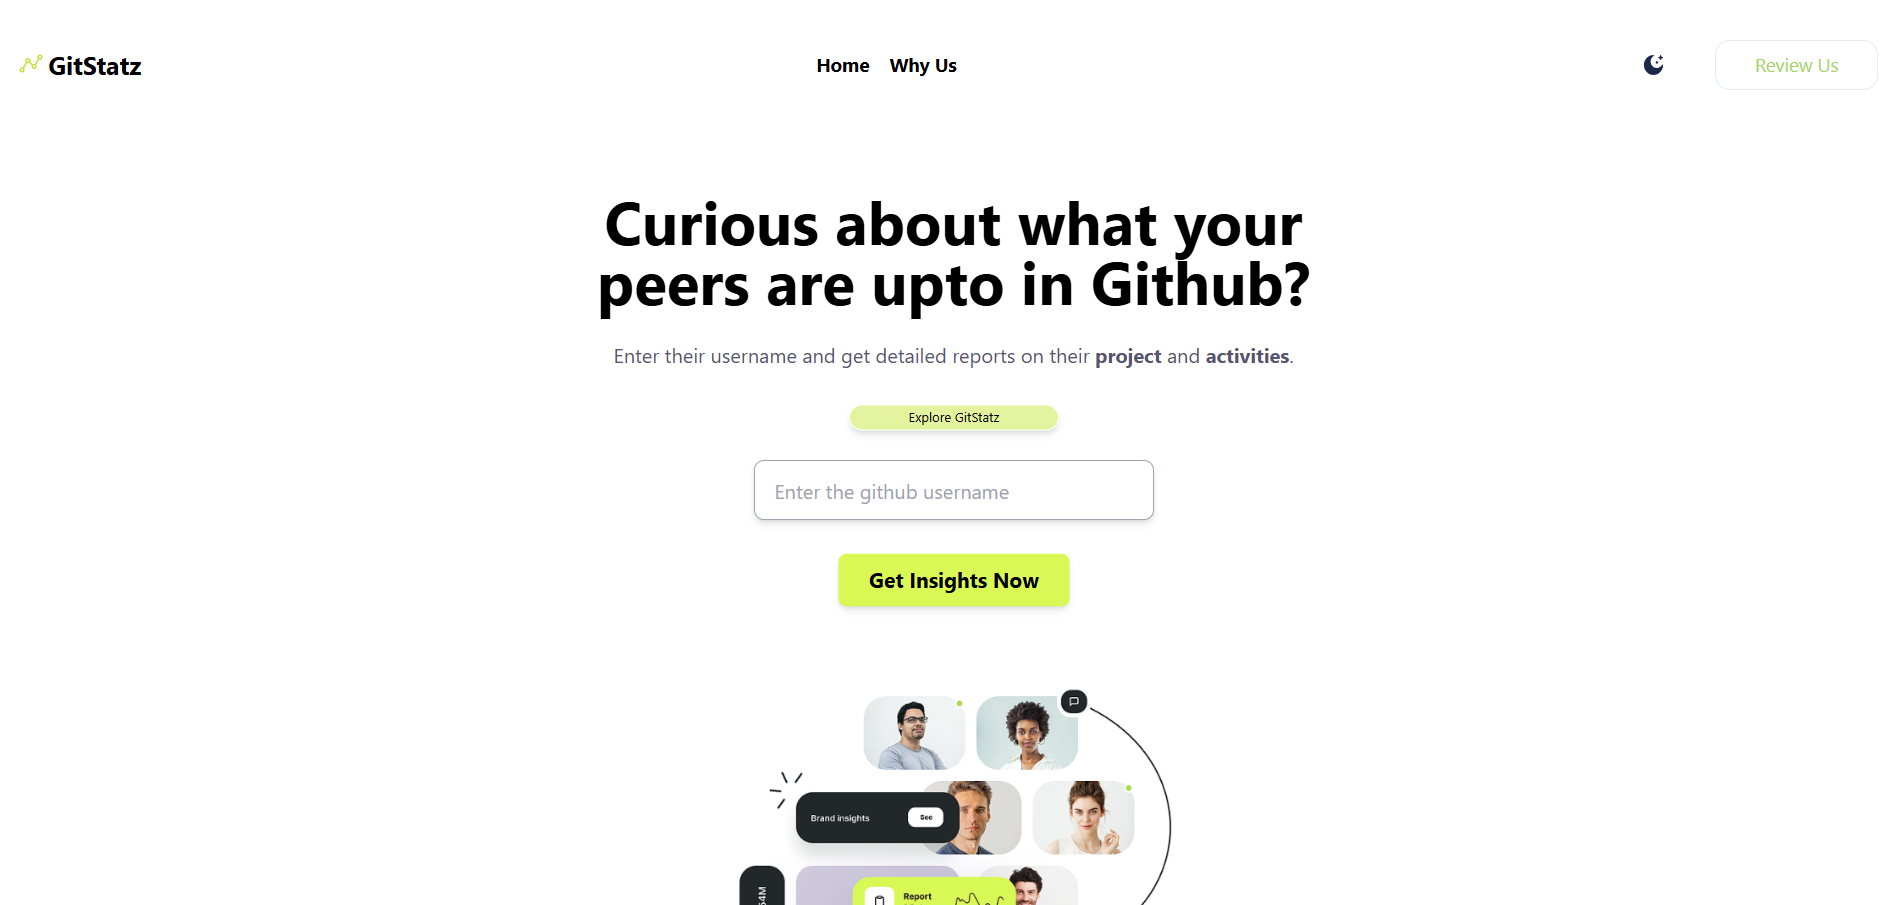 GitStatz
Home Why Us
Review Us
Curious about what your
peers are upto in Github?
Enter their username and get detailed reports on their project and activities.
Explore GitStatz
Enter the github username
Get Insights Now
Brand insights
See
Report